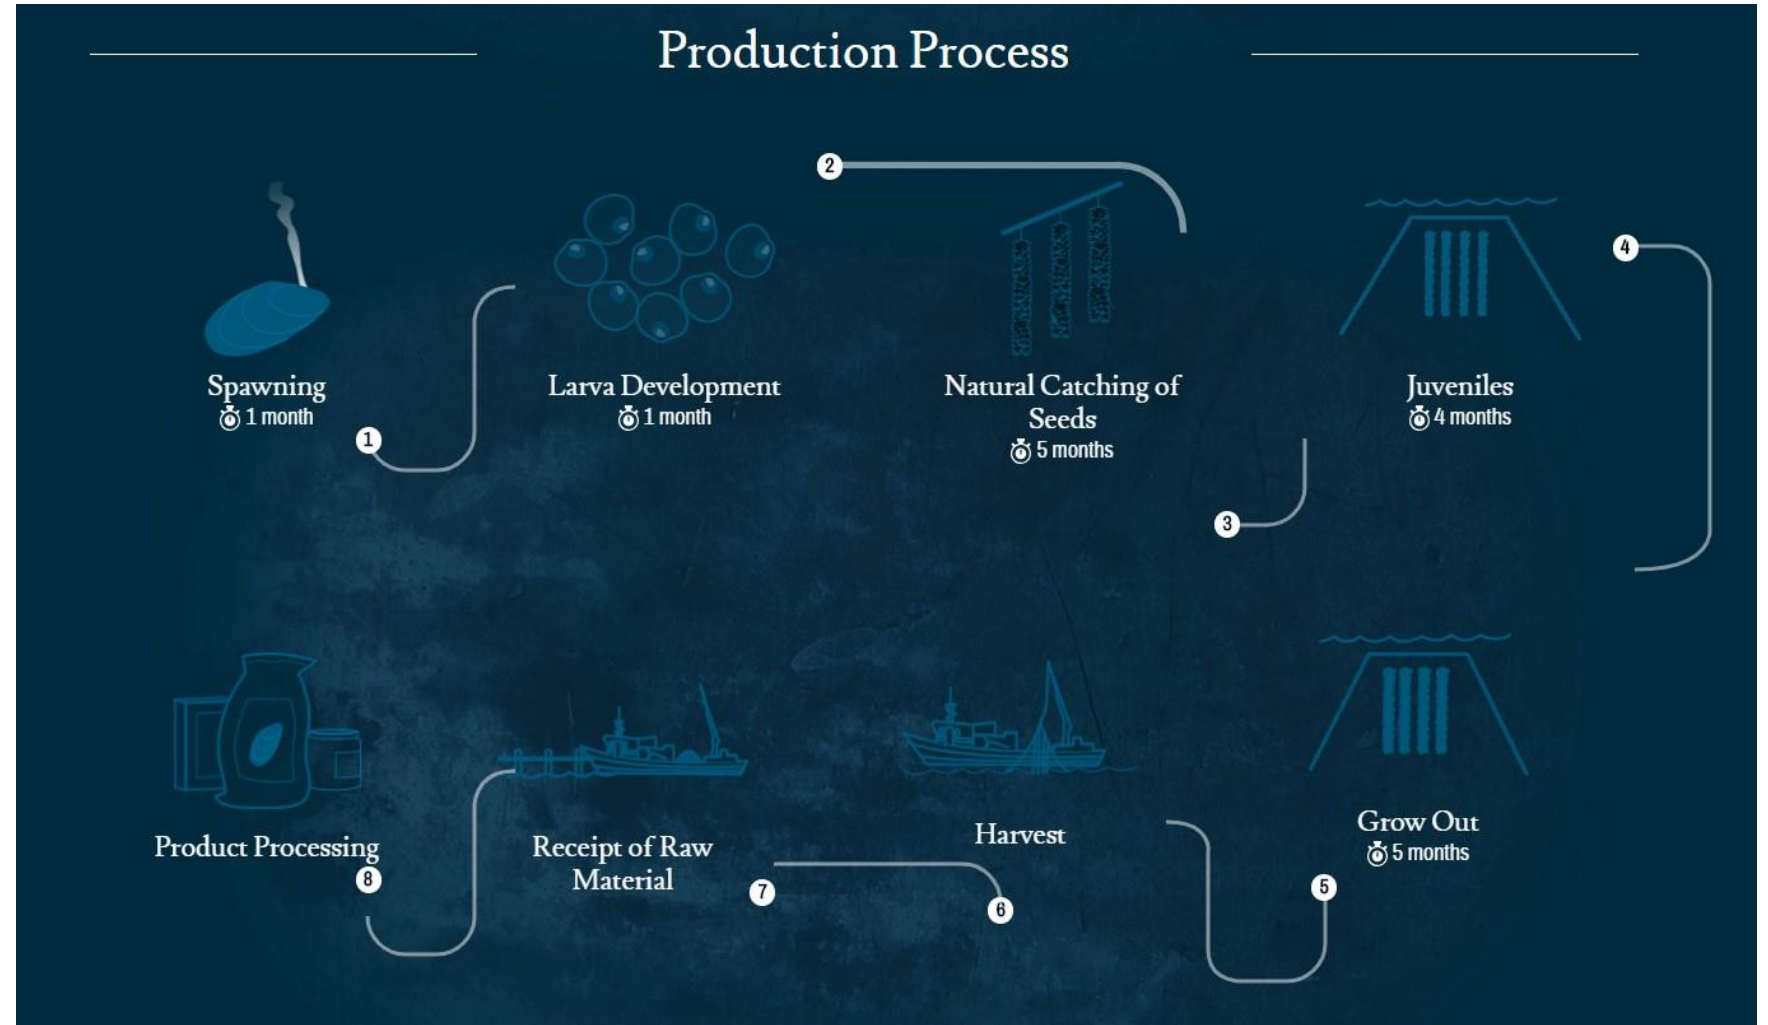 Production Process
Spawning
1 month
1
Larva Development
1 month
2
Natural Catching of
Seeds
5 months
3
Juveniles
4 months
4
Grow Out
5 months
5
Harvest
6
Receipt of Raw
Material
7
Product Processing
8